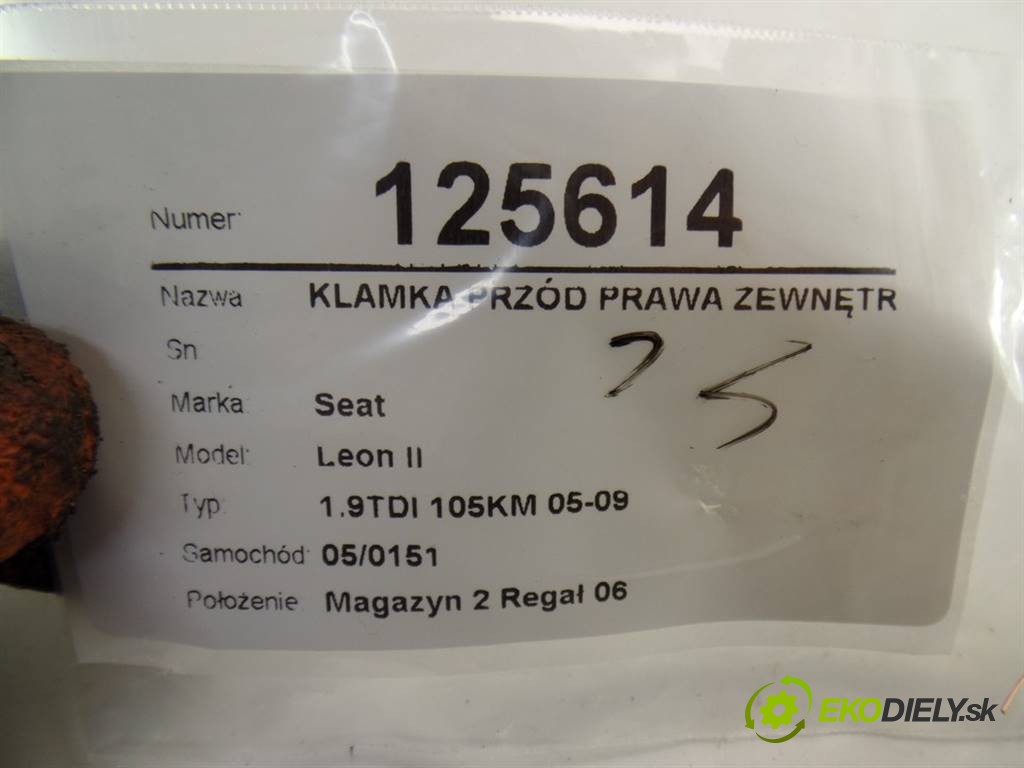 Numer: 125614
Nazwa KLAMKA PRZÓD PRAWA ZEWNĘTR
Sn
Marka: Seat
Model: Leon II
Typ: 1.9TDI 105KM 05-09
Samochód: 05/0151
Położenie Magazyn 2 Regał 06
EKODIELY.sk